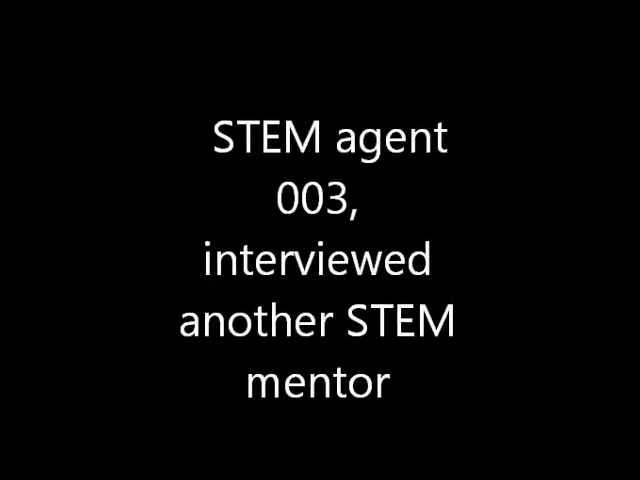 STEM agent
003,
interviewed
another STEM
mentor